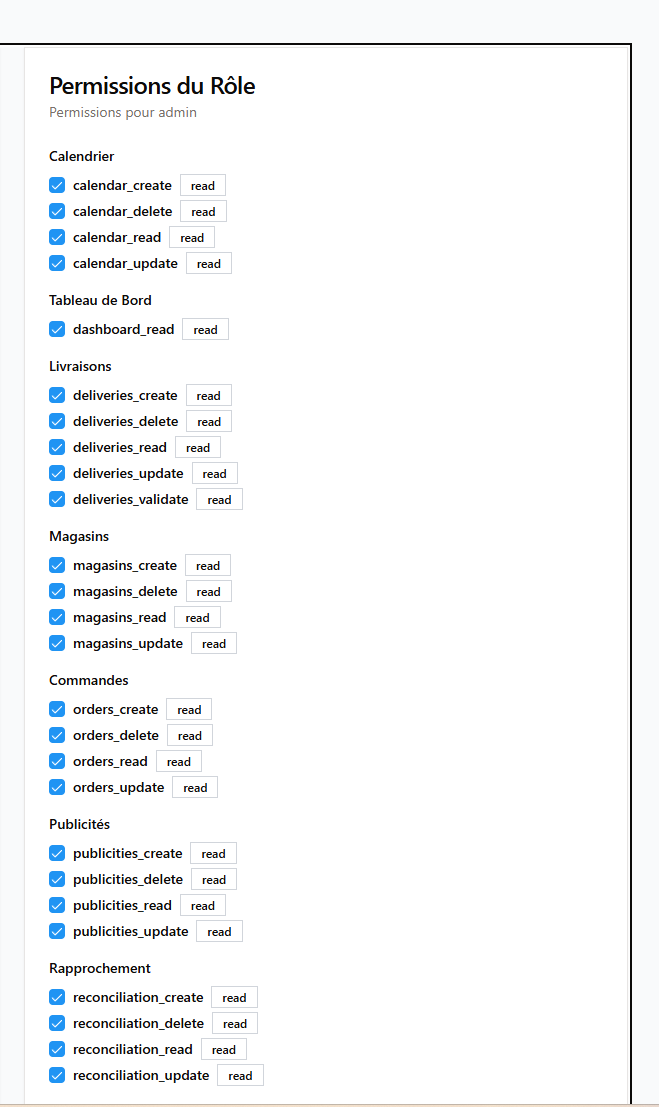 Permissions du Rôle
Permissions pour admin
Calendrier
calendar_create read
calendar_delete read
calendar_read read
calendar_update read
Tableau de Bord
dashboard_read read
Livraisons
deliveries_create read
deliveries_delete read
deliveries_read read
deliveries_update read
deliveries_validate read
Magasins
magasins_create read
magasins_delete read
magasins_read read
magasins_update read
Commandes
orders_create read
orders_delete read
orders_read read
orders_update read
Publicités
publicities_create read
publicities_delete read
publicities_read read
publicities_update read
Rapprochement
reconciliation_create read
reconciliation_delete read
reconciliation_read read
reconciliation_update read